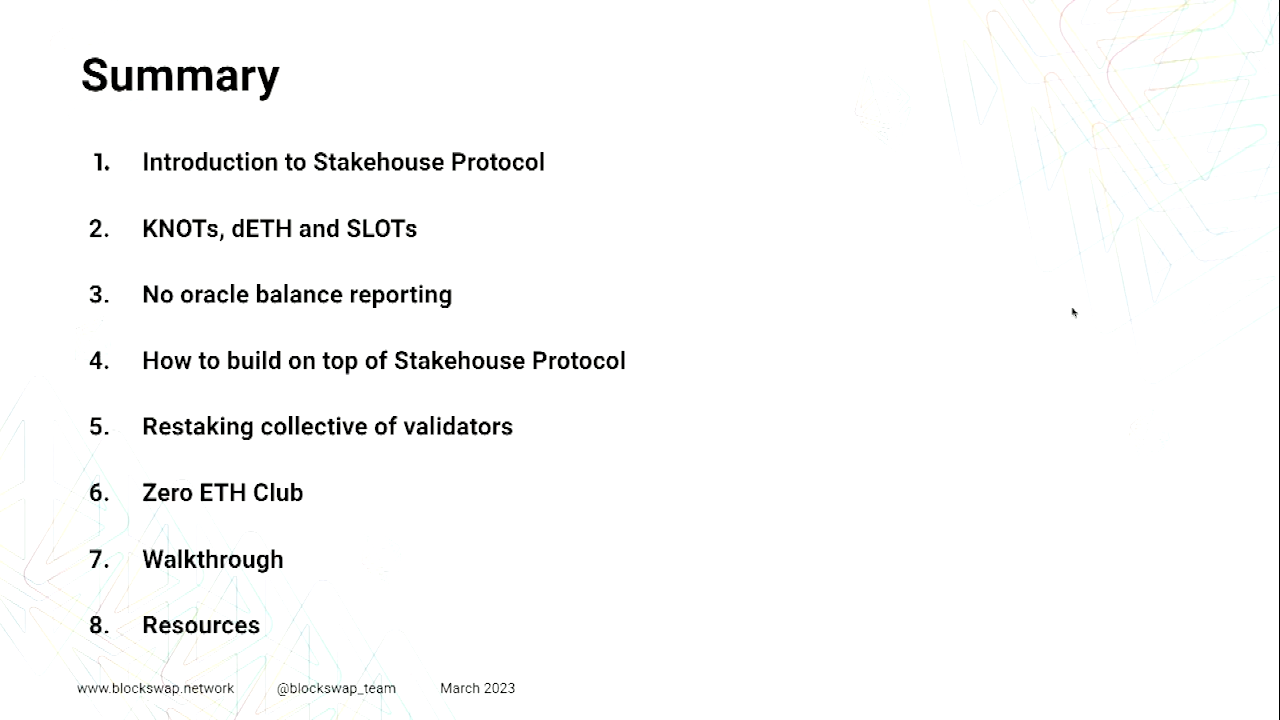 Summary
1. Introduction to Stakehouse Protocol
2. KNOTs, dETH and SLOTs
3. No oracle balance reporting
4. How to build on top of Stakehouse Protocol
5. Restaking collective of validators
6. Zero ETH Club
7. Walkthrough
8. Resources
www.blockswap.network @blockswap_team March 2023